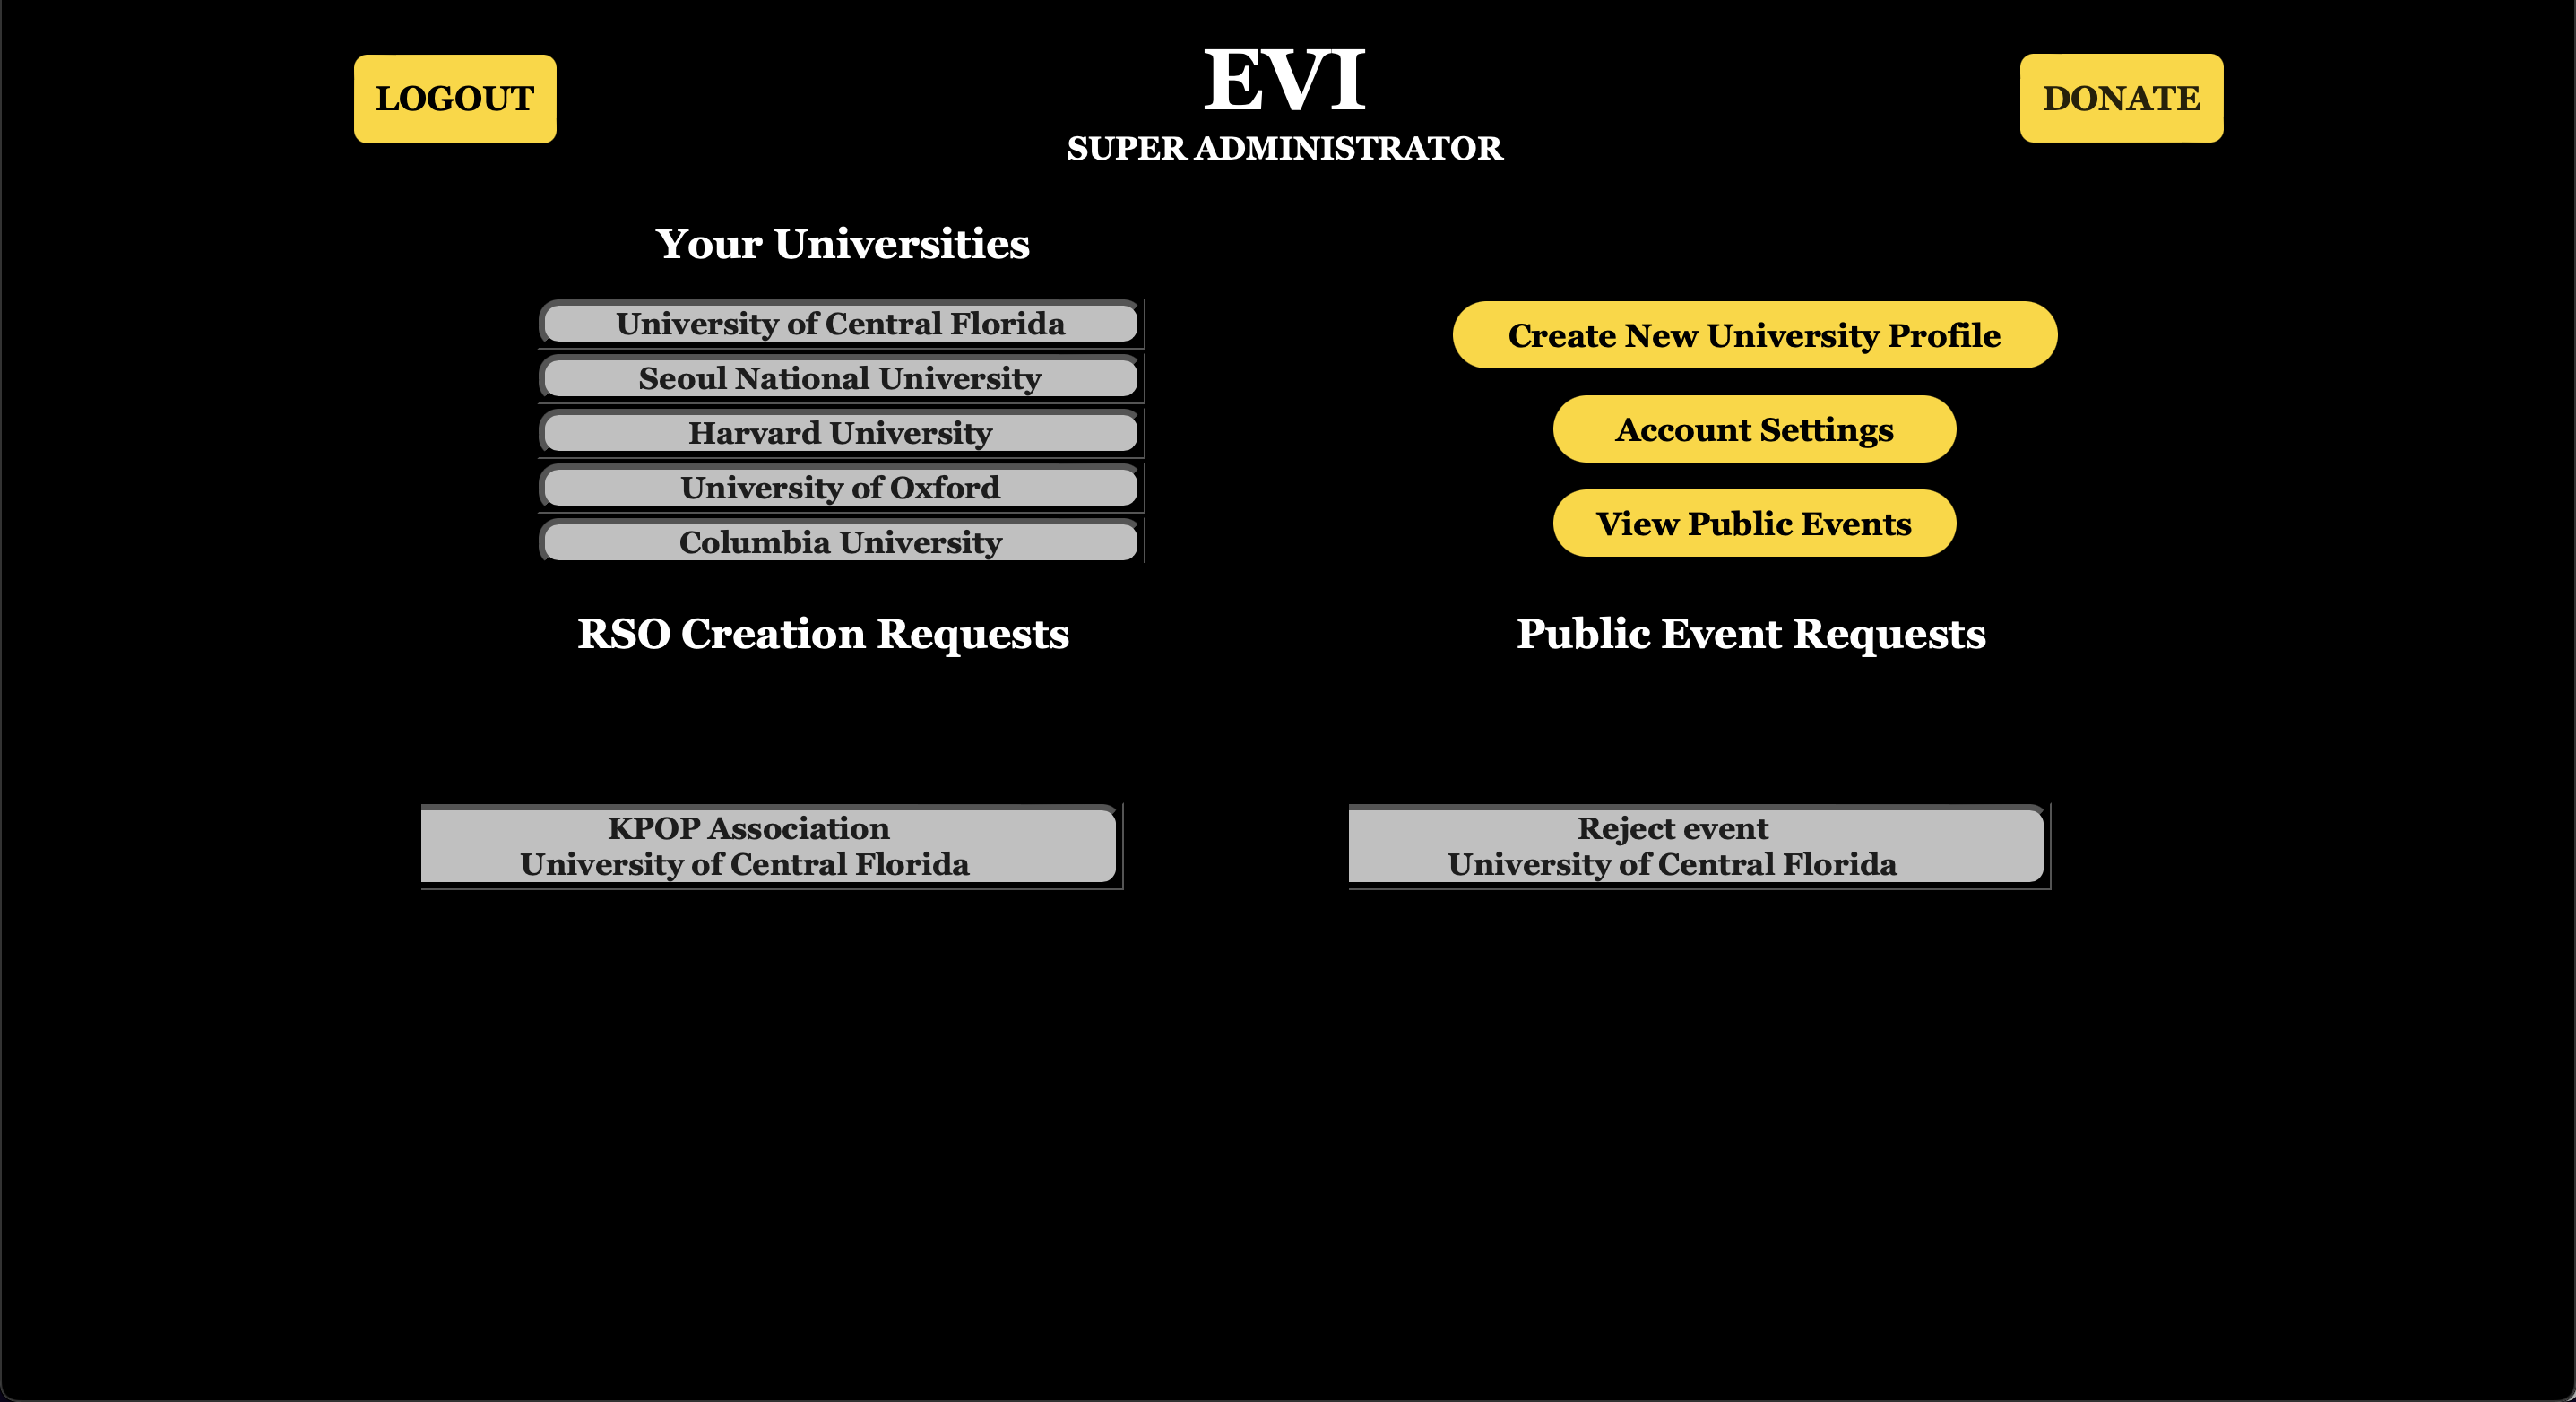 LOGOUT
EVI
DONATE
SUPER ADMINISTRATOR
Your Universities
University of Central Florida
Seoul National University
Harvard University
University of Oxford
Columbia University
Create New University Profile
Account Settings
View Public Events
RSO Creation Requests
KPOP Association
University of Central Florida
Public Event Requests
Reject event
University of Central Florida